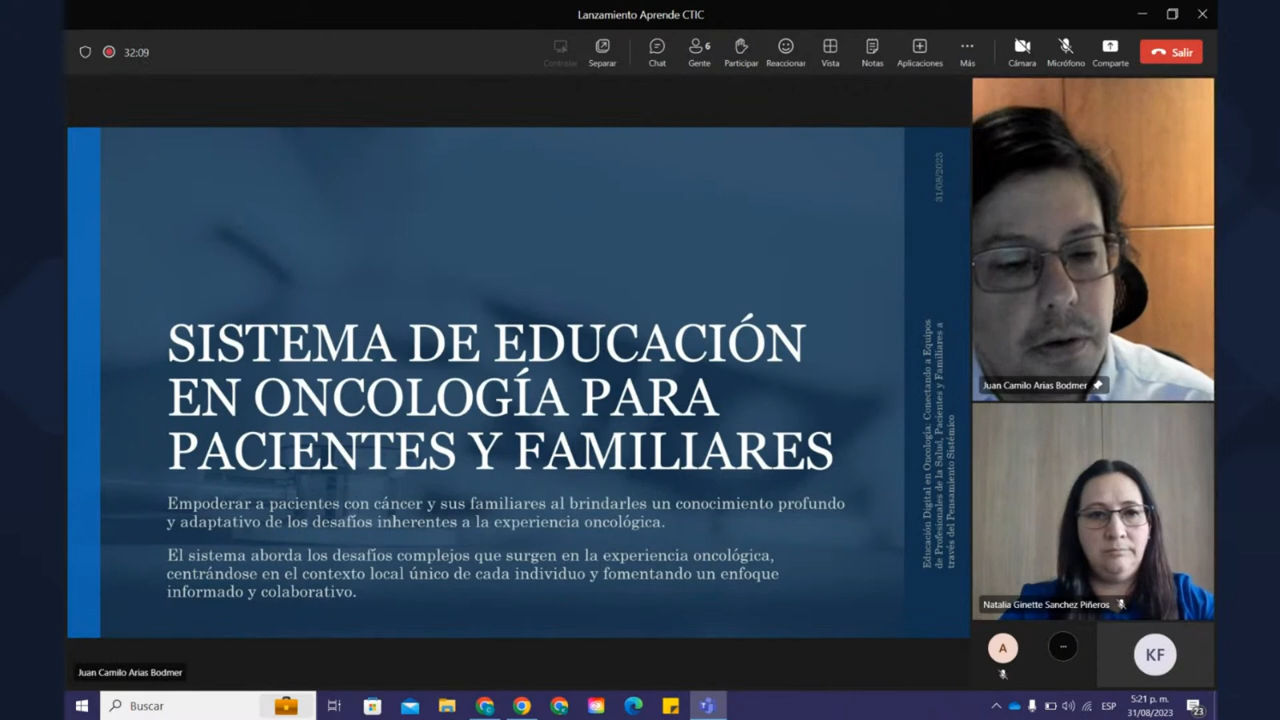 Lanzamiento Aprende CTIC
32:09
Controlar
Separar
Chat
6
Gente
Participar
Reaccionar
Vista
Notas
Aplicaciones
Más
Cámara
Micrófono
Comparte
Salir
31/08/2023
SISTEMA DE EDUCACIÓN
EN ONCOLOGÍA PARA
PACIENTES Y FAMILIARES
Empoderar a pacientes con cáncer y sus familiares al brindarles un conocimiento profundo
y adaptativo de los desafíos inherentes a la experiencia oncológica.
El sistema aborda los desafíos complejos que surgen en la experiencia oncológica,
centrándose en el contexto local único de cada individuo y fomentando un enfoque
informado y colaborativo.
Educación Digital en Oncología: Conectando a Equipos
de Profesionales de la Salud, Pacientes y Familiares a
través del Pensamiento Sistémico
Juan Camilo Arias Bodmer
Natalia Ginette Sanchez Piñeros
A
KF
Juan Camilo Arias Bodmer
Buscar
ESP
5:21 p. m.
31/08/2023
23